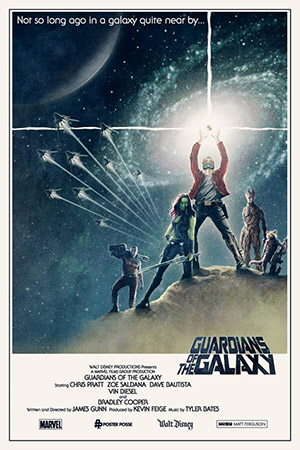 Not so long ago in a galaxy quite near by...
GUARDIANS
OF THE GALAXY
WALT DISNEY PRODUCTIONS Presents
A MARVEL FILMS GROUP PRODUCTION
GUARDIANS OF THE GALAXY
Starring CHRIS PRATT ZOE SALDANA DAVE BAUTISTA
VIN DIESEL
and
BRADLEY COOPER
Written and Directed by JAMES GUNN Produced by KEVIN FEIGE Music by TYLER BATES
MARVEL POSTER POSSE Walt Disney MATT FERGUSON